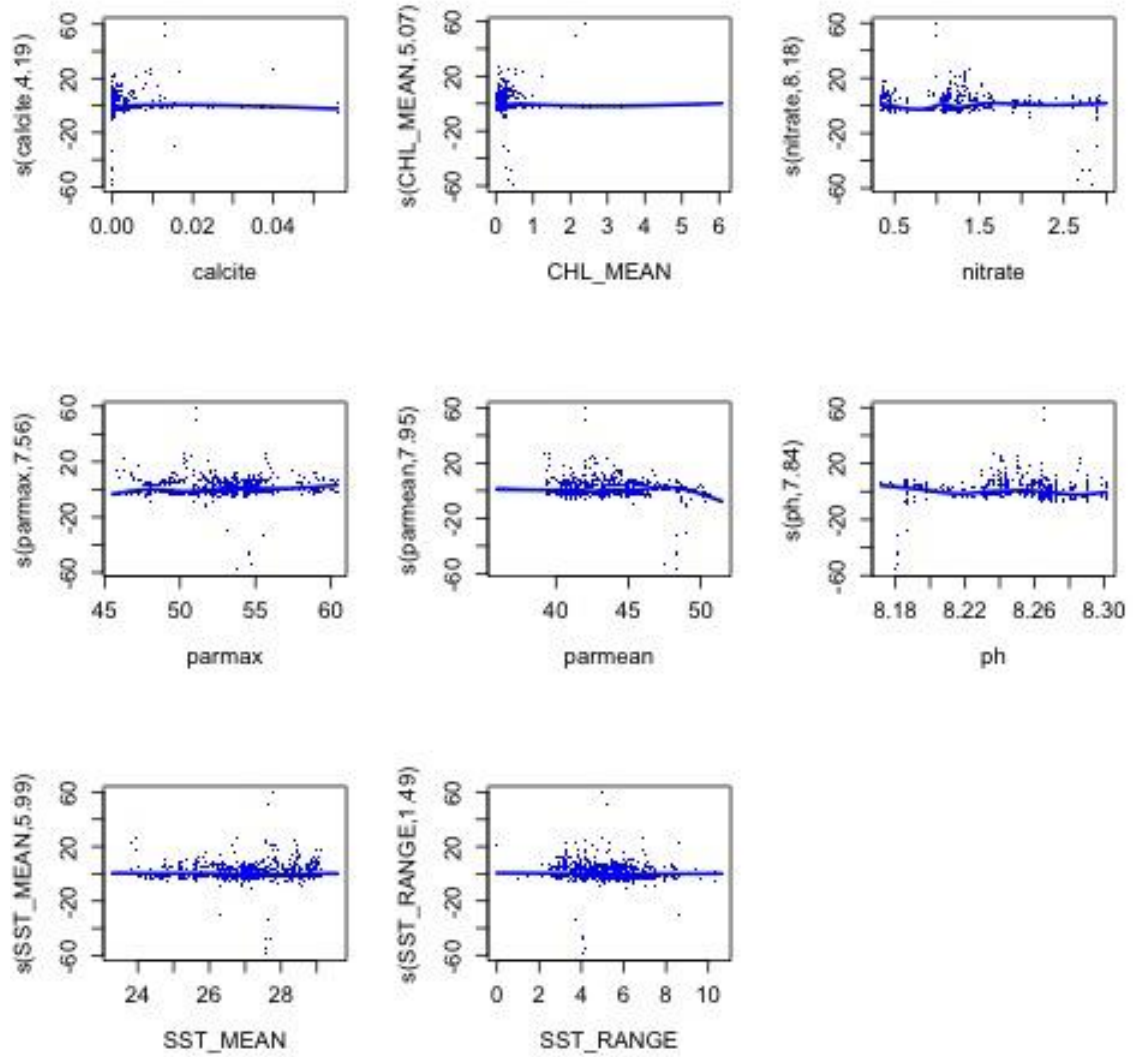 s(calcite,4.19)
60
20
-20
-60
0.00
0.02
0.04
calcite
s(CHL_MEAN,5.07)
60
20
-20
-60
0 1 2 3 4 5 6
CHL_MEAN
s(nitrate,8.18)
60
20
-20
-60
0.5 1.5 2.5
nitrate
s(parmax,7.56)
60
20
-20
-60
45 50 55 60
parmax
s(parmean,7.95)
60
20
-20
-60
40 45 50
parmean
s(ph,7.84)
60
20
-20
-60
8.18 8.22 8.26 8.30
ph
s(SST_MEAN,5.99)
60
20
-20
-60
24 26 28
SST_MEAN
s(SST_RANGE,1.49)
60
20
-20
-60
0 2 4 6 8 10
SST_RANGE